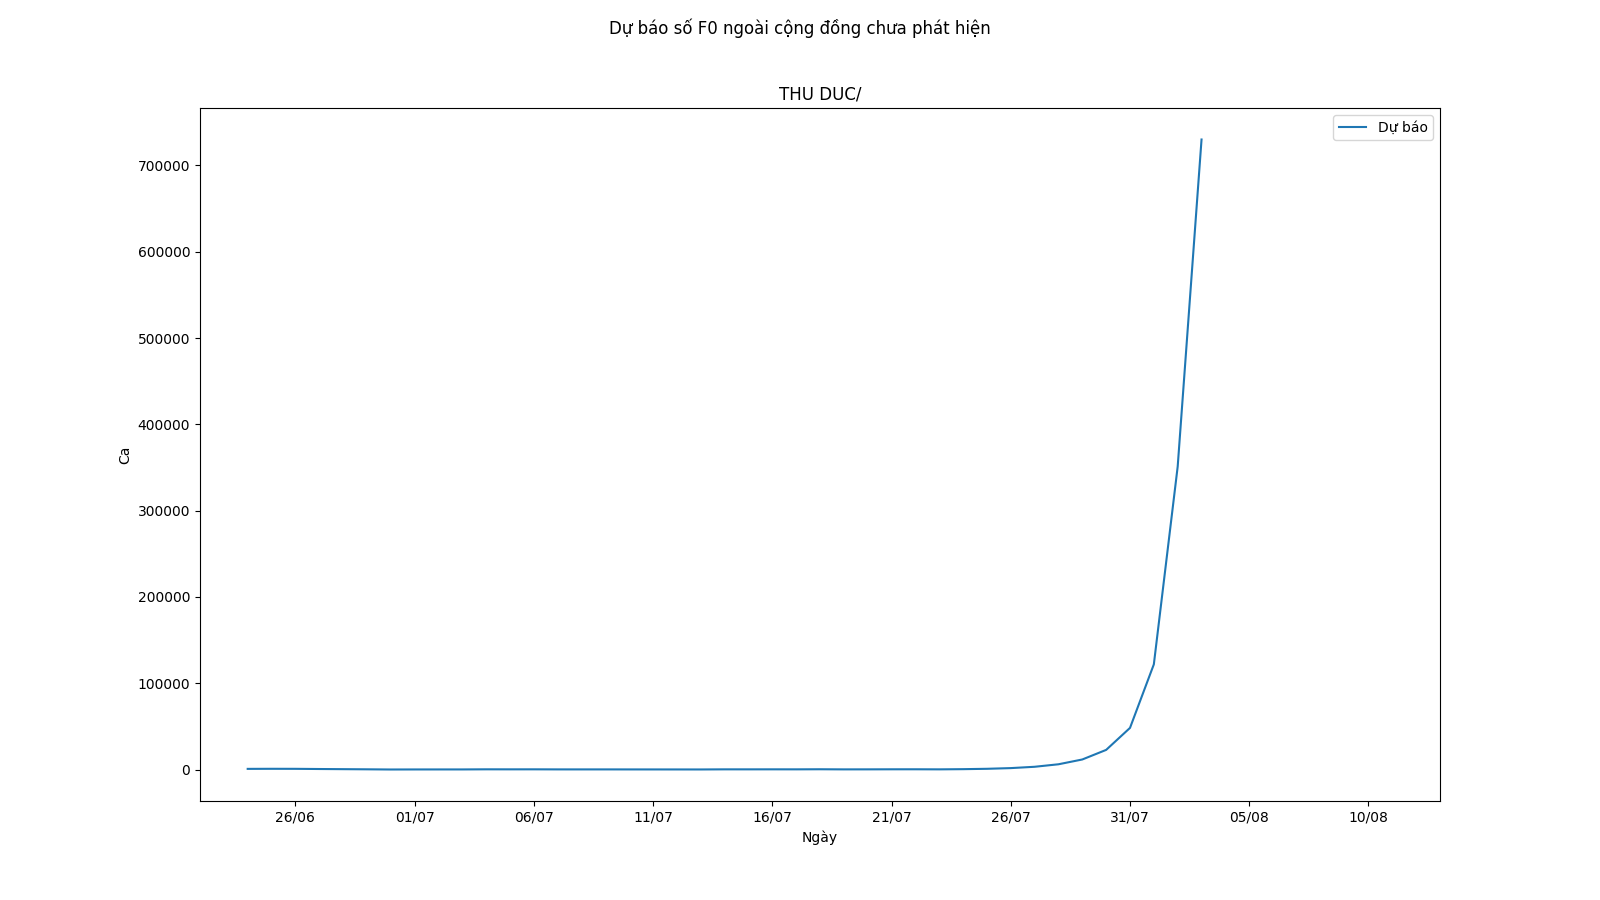 Dự báo số F0 ngoài cộng đồng chưa phát hiện
THU DUC/
Dự báo
700000
600000
500000
400000
300000
200000
100000
0
Ca
26/06 01/07 06/07 11/07 16/07 21/07 26/07 31/07 05/08 10/08
Ngày